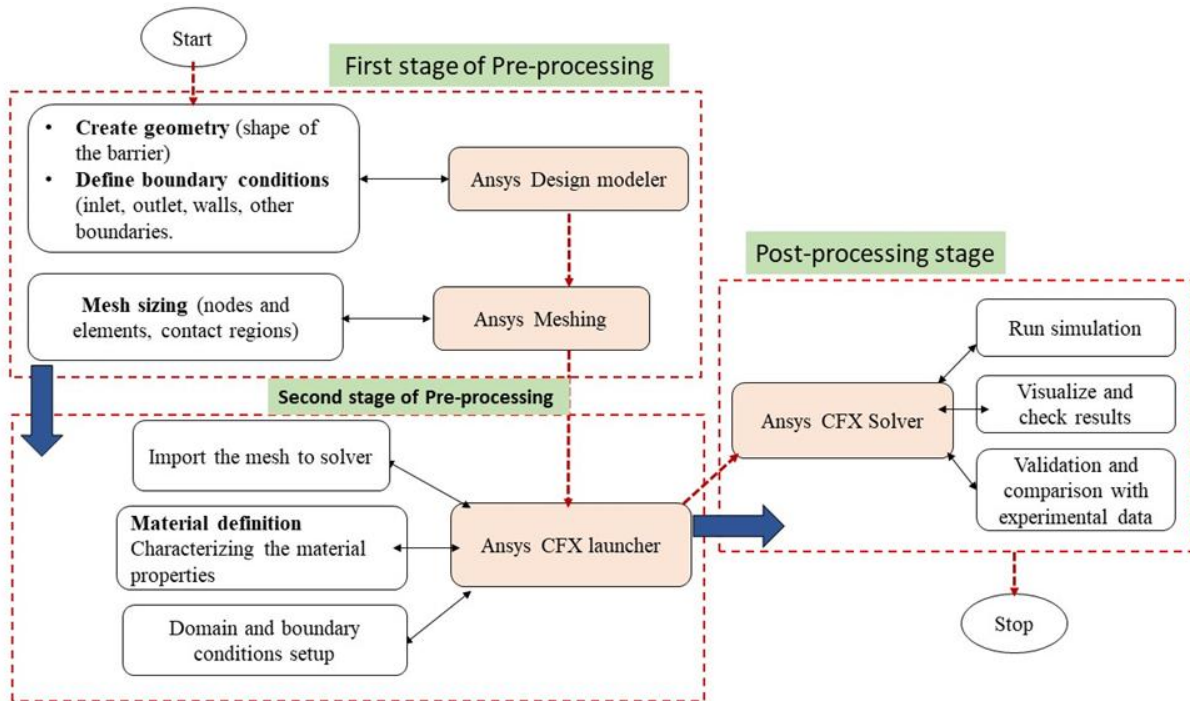 Start
First stage of Pre-processing
• Create geometry (shape of
the barrier)
• Define boundary conditions
(inlet, outlet, walls, other
boundaries.
Ansys Design modeler
Mesh sizing (nodes and
elements, contact regions)
Ansys Meshing
Second stage of Pre-processing
Import the mesh to solver
Material definition
Characterizing the material
properties
Domain and boundary
conditions setup
Ansys CFX launcher
Post-processing stage
Ansys CFX Solver
Run simulation
Visualize and
check results
Validation and
comparison with
experimental data
Stop